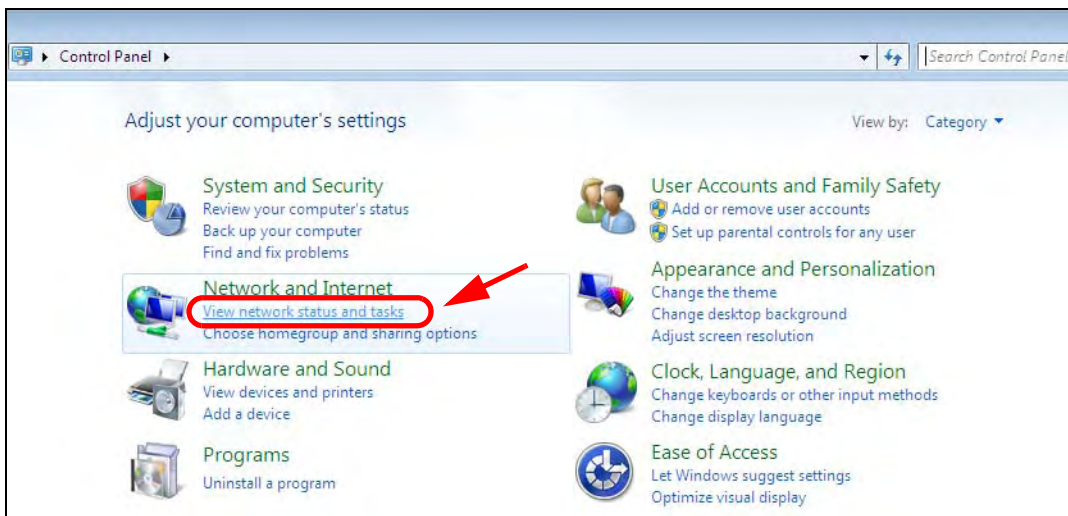 Control Panel
Search Control Panel
Adjust your computer's settings
View by: Category
System and Security
Review your computer's status
Back up your computer
Find and fix problems
Network and Internet
View network status and tasks
Choose homegroup and sharing options
Hardware and Sound
View devices and printers
Add a device
Programs
Uninstall a program
User Accounts and Family Safety
Add or remove user accounts
Set up parental controls for any user
Appearance and Personalization
Change the theme
Change desktop background
Adjust screen resolution
Clock, Language, and Region
Change keyboards or other input methods
Change display language
Ease of Access
Let Windows suggest settings
Optimize visual display